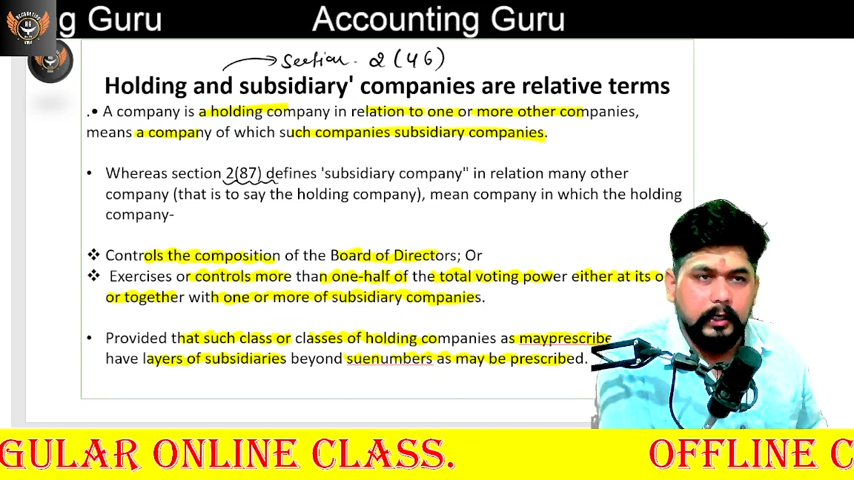 g Guru
Accounting Guru
Section. 2(46)
Holding and subsidiary' companies are relative terms
.• A company is a holding company in relation to one or more other companies,
means a company of which such companies subsidiary companies.
• Whereas section 2(87) defines 'subsidiary company" in relation many other
company (that is to say the holding company), mean company in which the holding
company-
❖ Controls the composition of the Board of Directors; Or
❖ Exercises or controls more than one-half of the total voting power either at its o
or together with one or more of subsidiary companies.
• Provided that such class or classes of holding companies as mayprescribe
have layers of subsidiaries beyond suenumbers as may be prescribed.
GULAR ONLINE CLASS.
OFFLINE C